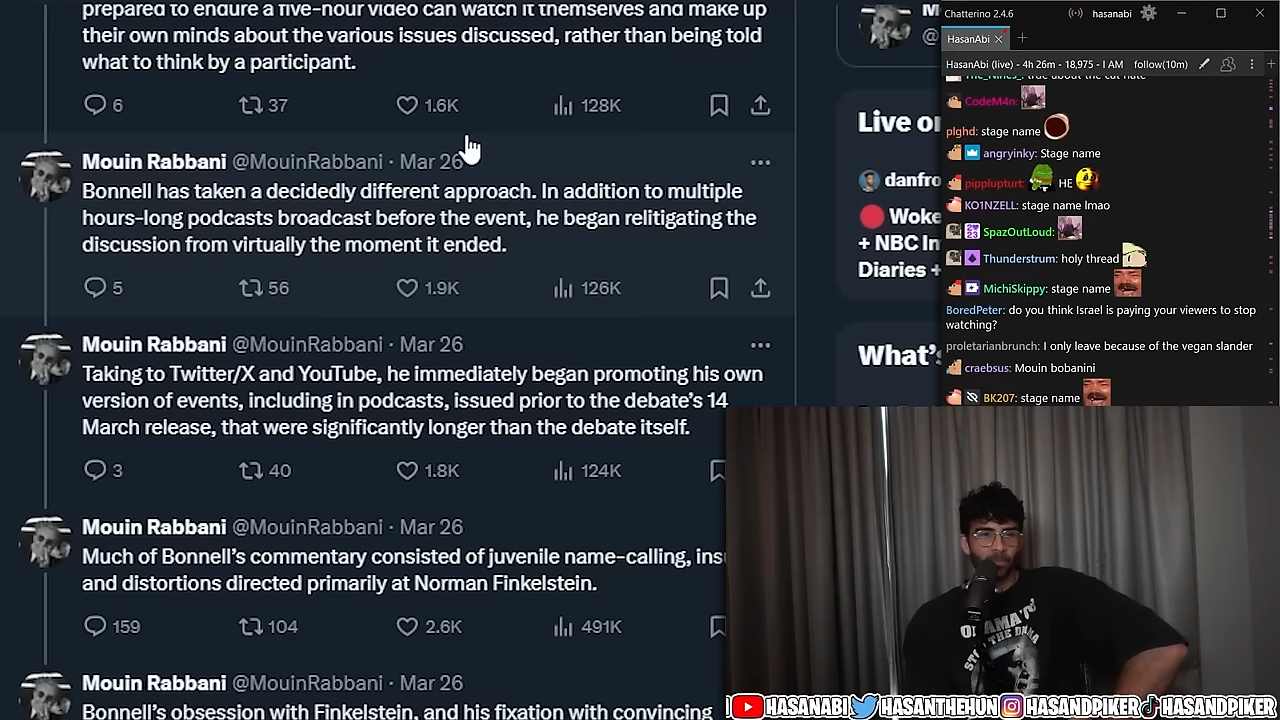 prepared to endure a five-hour video can watch it themselves and make up
their own minds about the various issues discussed, rather than being told
what to think by a participant.
6 37 1.6K 128K
Mouin Rabbani @MouinRabbani · Mar 26
Bonnell has taken a decidedly different approach. In addition to multiple
hours-long podcasts broadcast before the event, he began relitigating the
discussion from virtually the moment it ended.
5 36 1.9K 126K
Mouin Rabbani @MouinRabbani · Mar 26
Taking to Twitter/X and YouTube, he immediately began promoting his own
version of events, including in podcasts, issued prior to the debate's 14
March release, that were significantly longer than the debate itself.
3 40 1.8K 124K
Mouin Rabbani @MouinRabbani · Mar 26
Much of Bonnell's commentary consisted of juvenile name-calling, ins
and distortions directed primarily at Norman Finkelstein.
159 104 2.6K 491K
Mouin Rabbani @MouinRabbani · Mar 26
Bonnell's obsession with Finkelstein, and his fixation with convincing
M
@
Live o
danfro
Woke
+ NBC In
Diaries +
What's
Chatterino 2.4.6
hasanabi
HasanAbi
HasanAbi (live) - 4h 26m - 18,975 - I AM follow(10m)
The_Nines_: true about the cat hate
CodeM4n:
plghd: stage name
angryinky: Stage name
pipplupturt: HE
KO1NZELL: stage name lmao
SpazOutLoud:
Thunderstrum: holy thread
MichiSkippy: stage name
BoredPeter: do you think Israel is paying your viewers to stop
watching?
proletarianbrunch: I only leave because of the vegan slander
craebsus: Mouin bobanini
BK207: stage name
HASANABI HASANTHEHUN HASANDPIKER HASANDPIKER